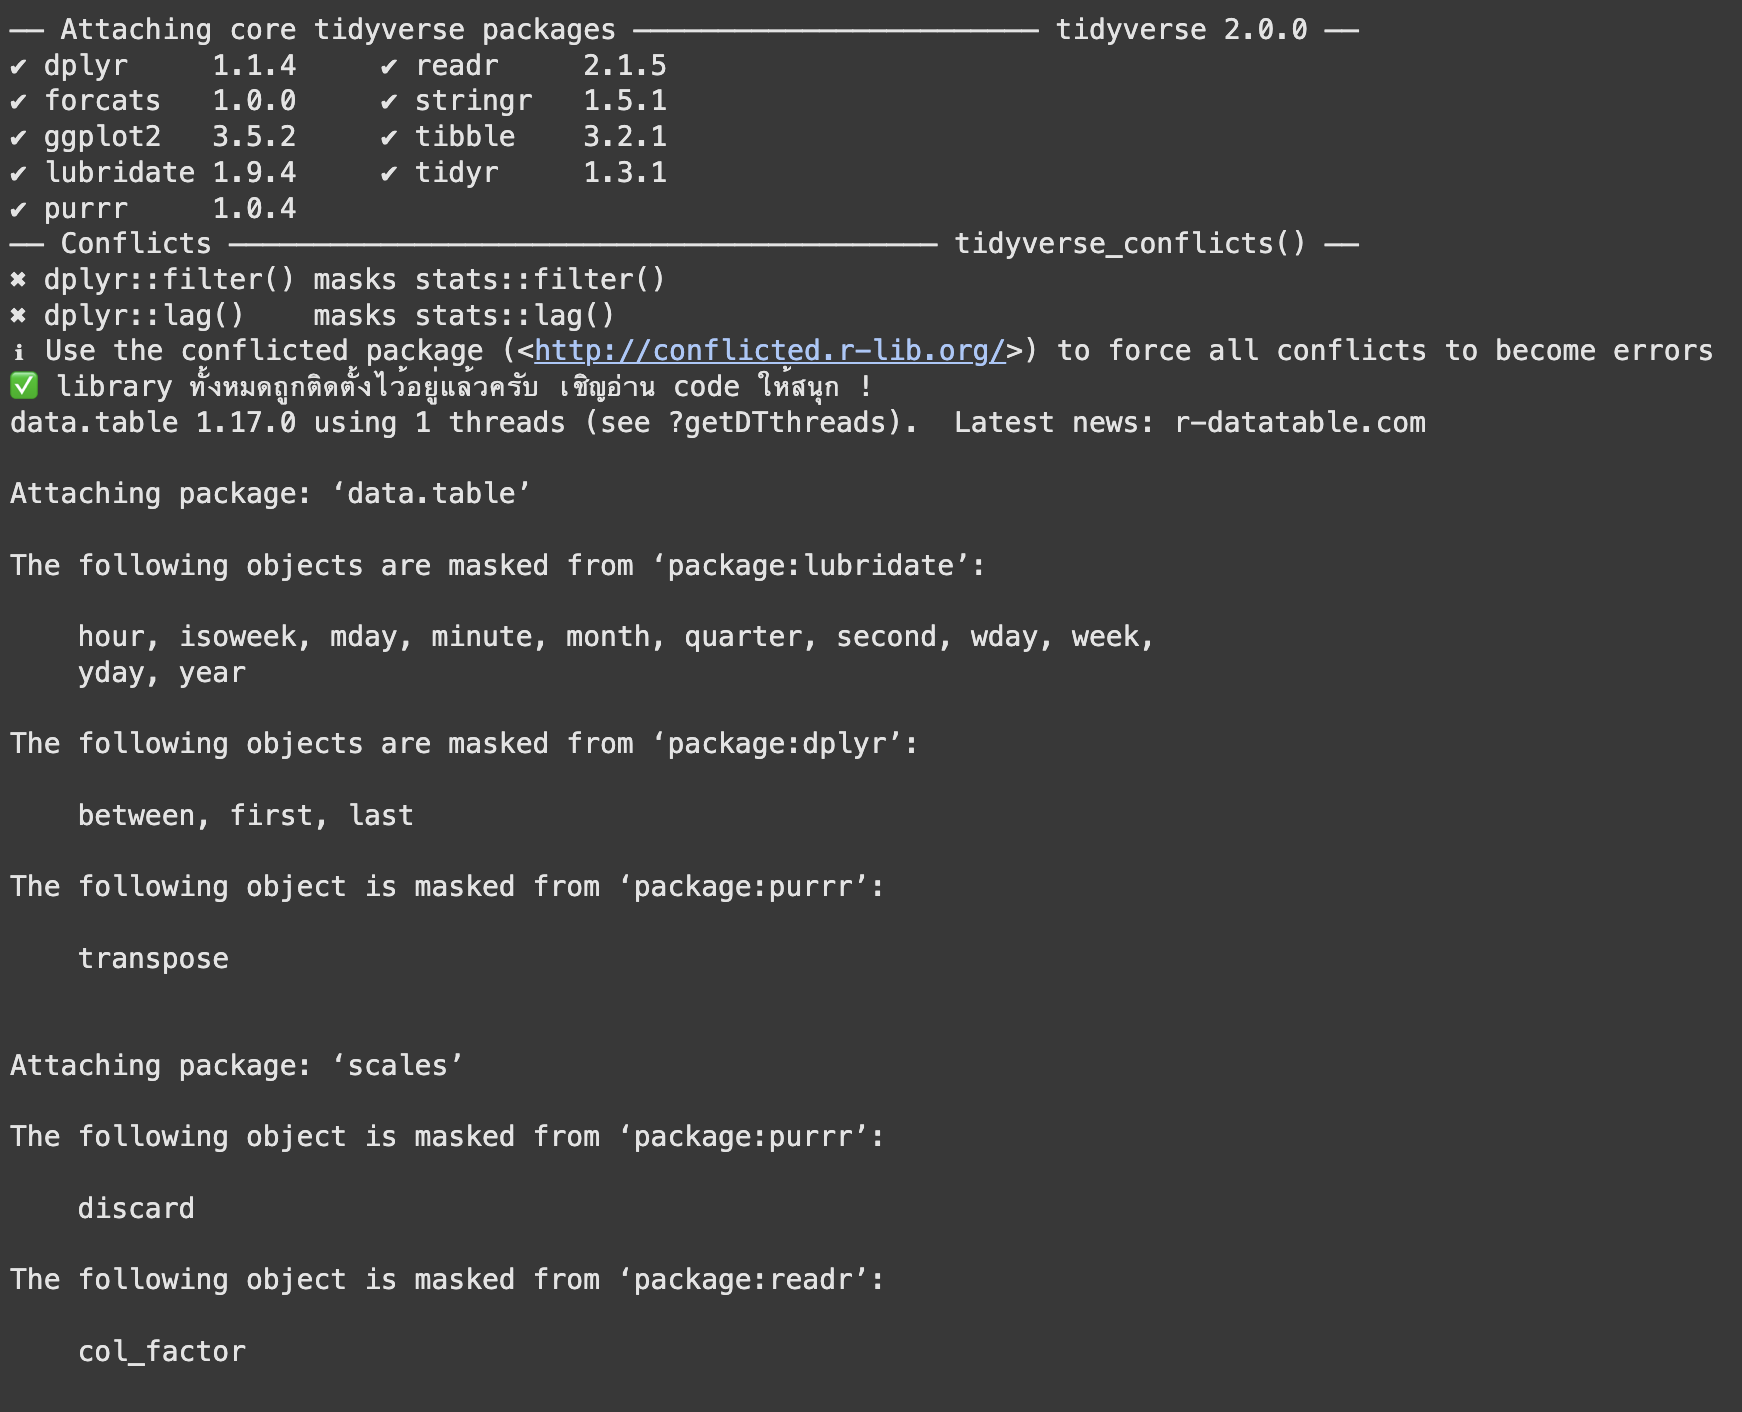 ── Attaching core tidyverse packages ──────────────────────── tidyverse 2.0.0 ──
✔ dplyr     1.1.4     ✔ readr     2.1.5
✔ forcats   1.0.0     ✔ stringr   1.5.1
✔ ggplot2   3.5.2     ✔ tibble    3.2.1
✔ lubridate 1.9.4     ✔ tidyr     1.3.1
✔ purrr     1.0.4
── Conflicts ────────────────────────────────────────── tidyverse_conflicts() ──
✖ dplyr::filter() masks stats::filter()
✖ dplyr::lag()    masks stats::lag()
ℹ Use the conflicted package (<http://conflicted.r-lib.org/>) to force all conflicts to become errors
✅ library ทั้งหมดถูกติดตั้งไว้อยู่แล้วครับ เชิญอ่าน code ให้สนุก !
data.table 1.17.0 using 1 threads (see ?getDTthreads).  Latest news: r-datatable.com
Attaching package: ‘data.table’
The following objects are masked from ‘package:lubridate’:
hour, isoweek, mday, minute, month, quarter, second, wday, week,
yday, year
The following objects are masked from ‘package:dplyr’:
between, first, last
The following object is masked from ‘package:purrr’:
transpose
Attaching package: ‘scales’
The following object is masked from ‘package:purrr’:
discard
The following object is masked from ‘package:readr’:
col_factor